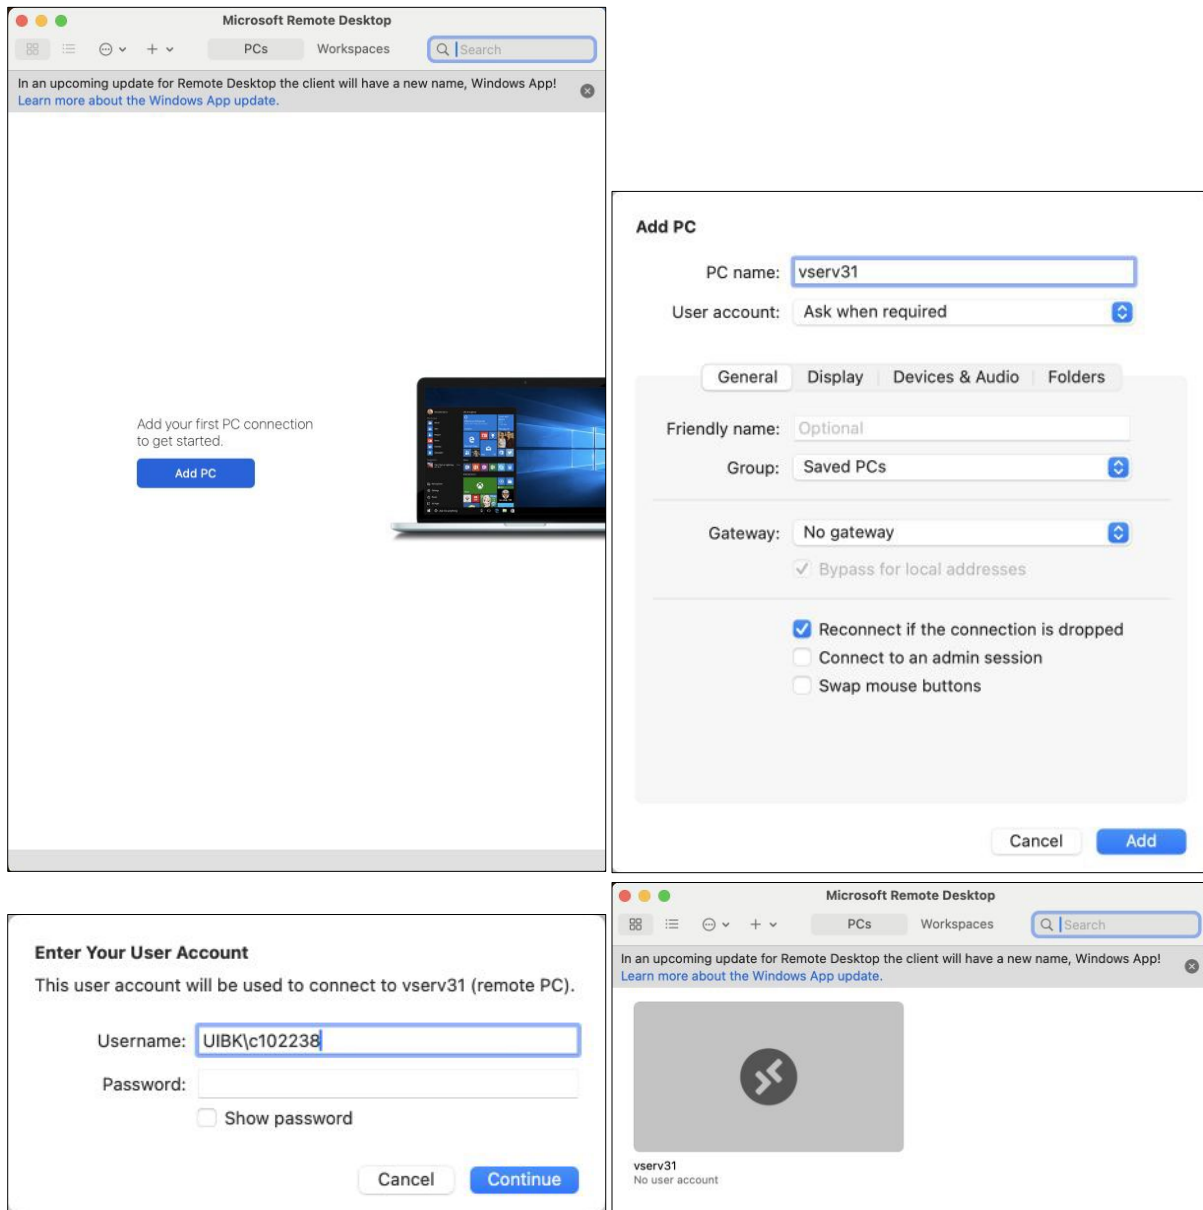 Microsoft Remote Desktop
PCs
Workspaces
Search
In an upcoming update for Remote Desktop the client will have a new name, Windows App!
Learn more about the Windows App update.
Add your first PC connection
to get started.
Add PC
Add PC
PC name: vserv31
User account: Ask when required
General Display Devices & Audio Folders
Friendly name: Optional
Group: Saved PCs
Gateway: No gateway
Bypass for local addresses
Reconnect if the connection is dropped
Connect to an admin session
Swap mouse buttons
Cancel Add
Enter Your User Account
This user account will be used to connect to vserv31 (remote PC).
Username: UIBK\c102238
Password:
Show password
Cancel Continue
Microsoft Remote Desktop
PCs
Workspaces
Search
In an upcoming update for Remote Desktop the client will have a new name, Windows App!
Learn more about the Windows App update.
vserv31
No user account